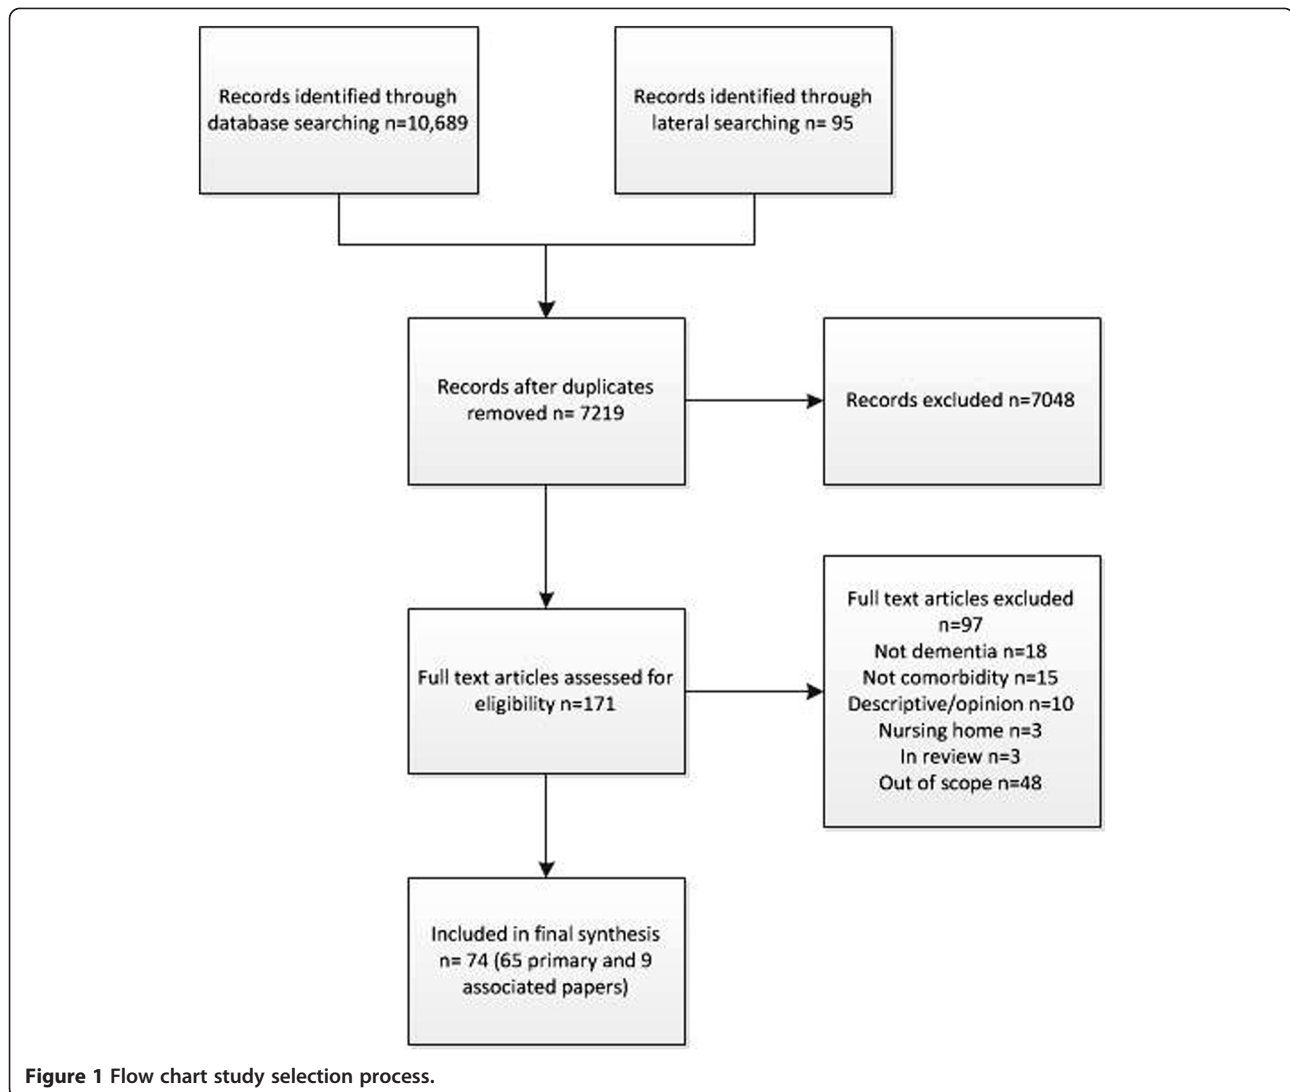 Records identified through
database searching n=10,689
Records identified through
lateral searching n= 95
Records after duplicates
removed n= 7219
Records excluded n=7048
Full text articles assessed for
eligibility n=171
Full text articles excluded
n=97
Not dementia n=18
Not comorbidity n=15
Descriptive/opinion n=10
Nursing home n=3
In review n=3
Out of scope n=48
Included in final synthesis
n= 74 (65 primary and 9
associated papers)
Figure 1 Flow chart study selection process.